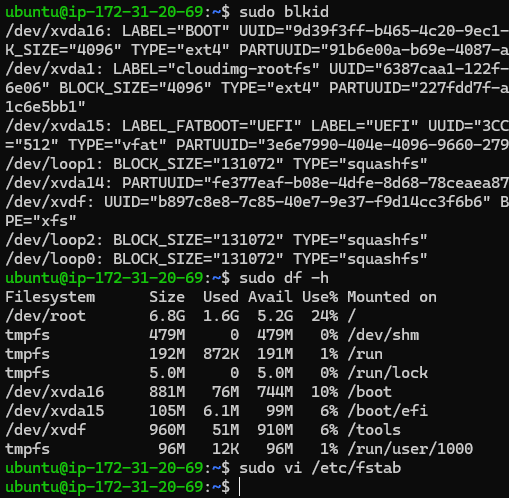 ubuntu@ip-172-31-20-69:~$ sudo blkid
/dev/xvda16: LABEL="BOOT" UUID="9d39f3ff-b465-4c20-9ec1-
K_SIZE="4096" TYPE="ext4" PARTUUID="91b6e00a-b69e-4087-a
/dev/xvda1: LABEL="cloudimg-rootfs" UUID="6387caa1-122f-
6e06" BLOCK_SIZE="4096" TYPE="ext4" PARTUUID="227fdd7f-a
1c6e5bb1"
/dev/xvda15: LABEL_FATBOOT="UEFI" LABEL="UEFI" UUID="3CC
="512" TYPE="vfat" PARTUUID="3e6e7990-404e-4096-9660-279
/dev/loop1: BLOCK_SIZE="131072" TYPE="squashfs"
/dev/xvda14: PARTUUID="fe377eaf-b08e-4dfe-8d68-78ceaea87
/dev/xvdf: UUID="b897c8e8-7c85-40e7-9e37-f9d14cc3f6b6" B
PE="xfs"
/dev/loop2: BLOCK_SIZE="131072" TYPE="squashfs"
/dev/loop0: BLOCK_SIZE="131072" TYPE="squashfs"
ubuntu@ip-172-31-20-69:~$ sudo df -h
Filesystem      Size  Used Avail Use% Mounted on
/dev/root       6.8G  1.6G  5.2G  24% /
tmpfs           479M     0  479M   0% /dev/shm
tmpfs           192M  872K  191M   1% /run
tmpfs           5.0M     0  5.0M   0% /run/lock
/dev/xvda16     881M   76M  744M  10% /boot
/dev/xvda15     105M  6.1M   99M   6% /boot/efi
/dev/xvdf       960M   51M  910M   6% /tools
tmpfs            96M   12K   96M   1% /run/user/1000
ubuntu@ip-172-31-20-69:~$ sudo vi /etc/fstab
ubuntu@ip-172-31-20-69:~$